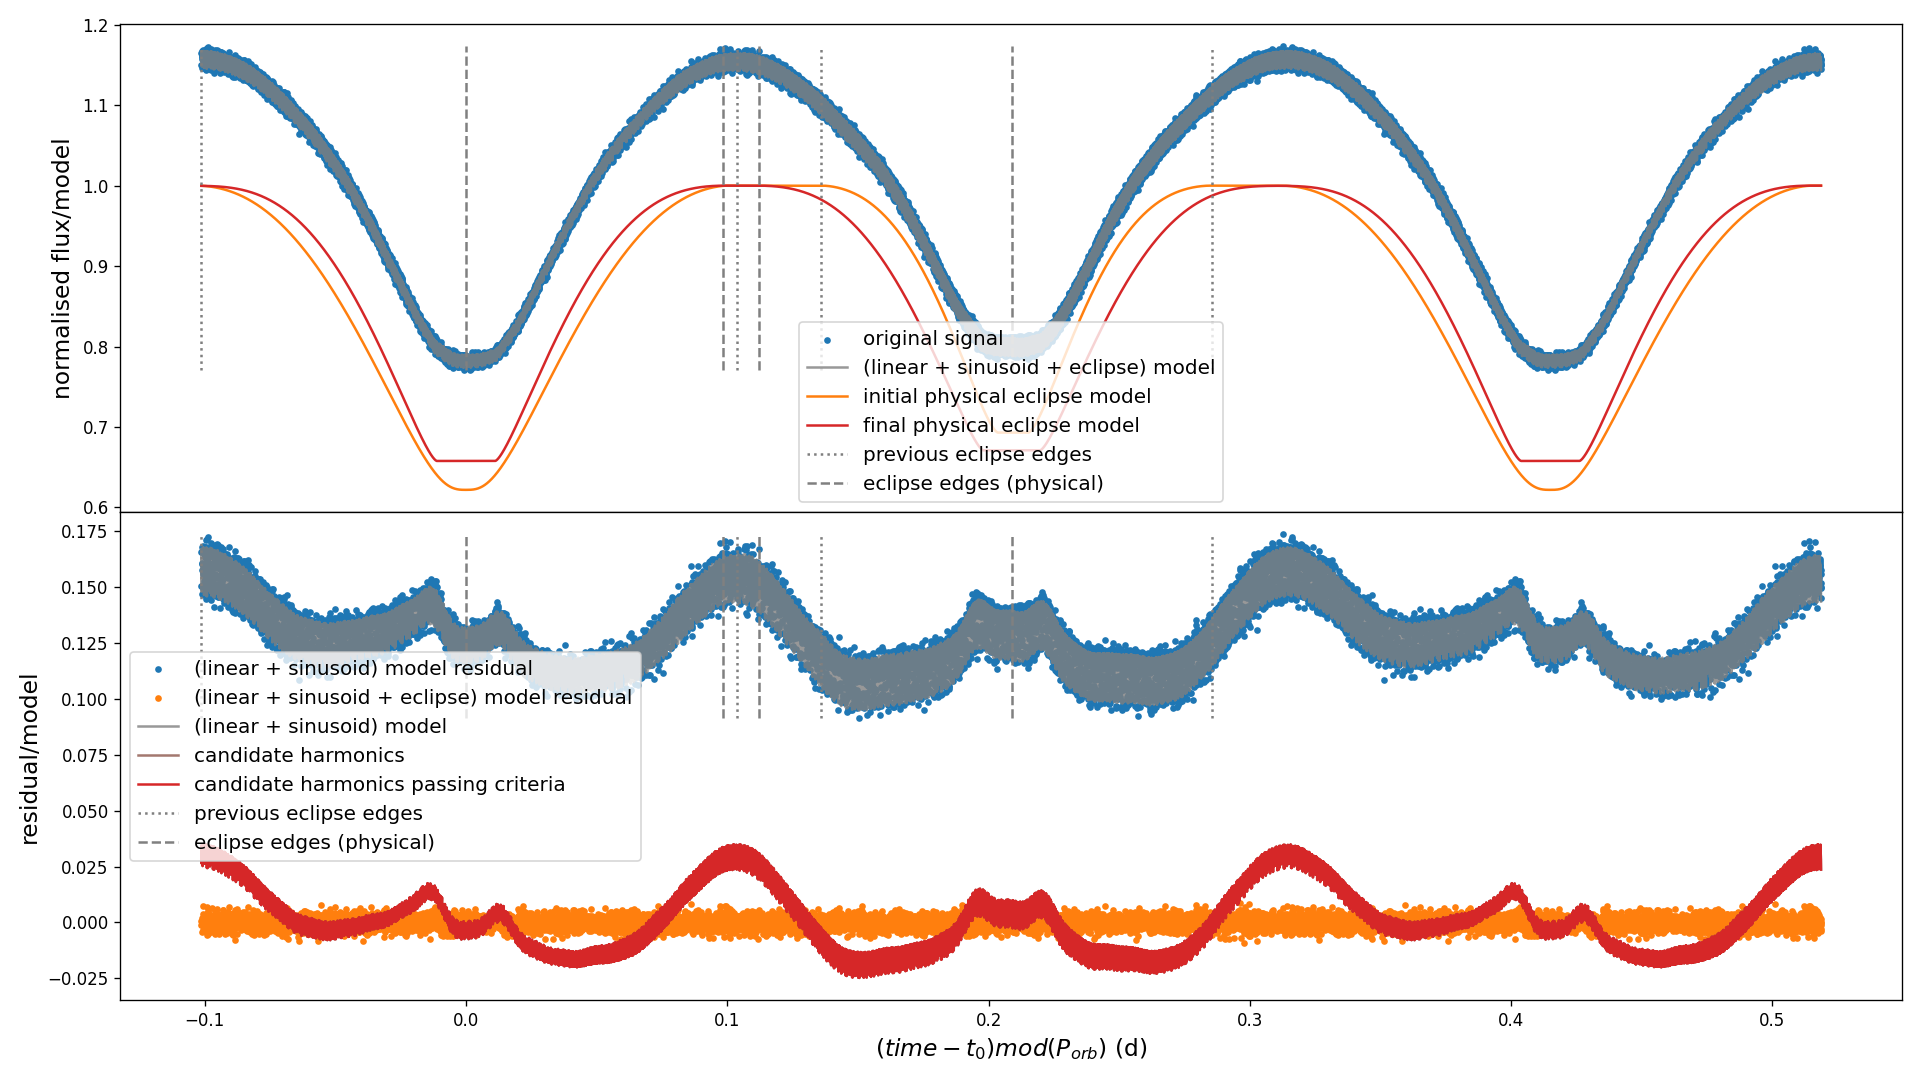 1.2
1.1
1.0
0.9
0.8
0.7
0.6
normalised flux/model
original signal
(linear + sinusoid + eclipse) model
initial physical eclipse model
final physical eclipse model
previous eclipse edges
eclipse edges (physical)
0.175
0.150
0.125
0.100
0.075
0.050
0.025
0.000
−0.025
residual/model
(linear + sinusoid) model residual
(linear + sinusoid + eclipse) model residual
(linear + sinusoid) model
candidate harmonics
candidate harmonics passing criteria
previous eclipse edges
eclipse edges (physical)
−0.1 0.0 0.1 0.2 0.3 0.4 0.5
(time − t₀)mod(Pₒᵣb) (d)